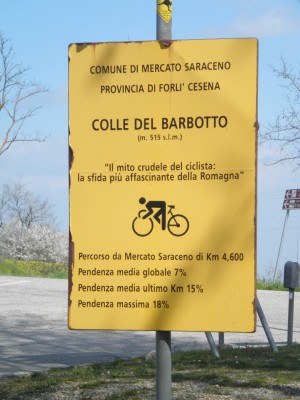 COMUNE DI MERCATO SARACENO
PROVINCIA DI FORLI' CESENA
COLLE DEL BARBOTTO
(m. 515 s.l.m.)
"Il mito crudele del ciclista:
la sfida più affascinante della Romagna"
Percorso da Mercato Saraceno di Km 4,600
Pendenza media globale 7%
Pendenza media ultimo Km 15%
Pendenza massima 18%